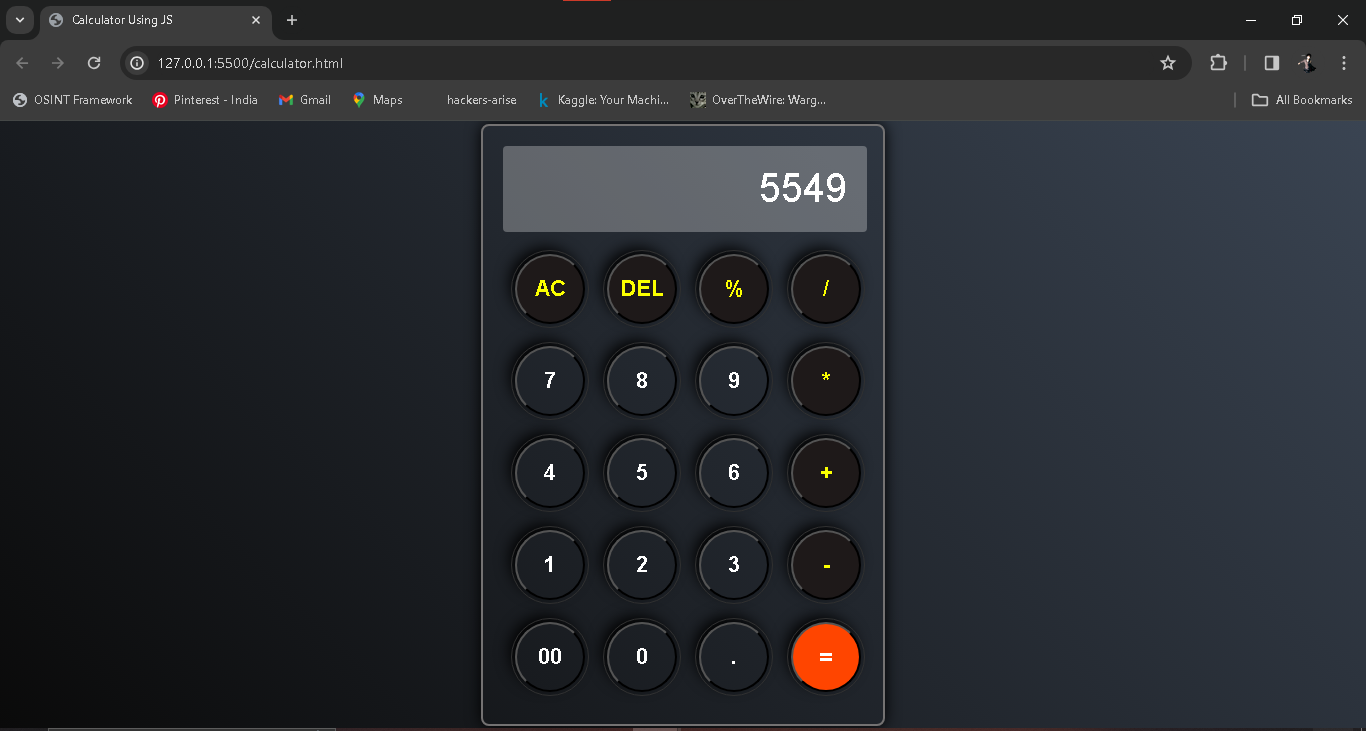 Calculator Using JS
127.0.0.1:5500/calculator.html
OSINT Framework Pinterest - India Gmail Maps hackers-arise Kaggle: Your Machi... OverTheWire: Warg... All Bookmarks
5549
AC DEL % /
7 8 9 *
4 5 6 +
1 2 3 -
00 0 . =